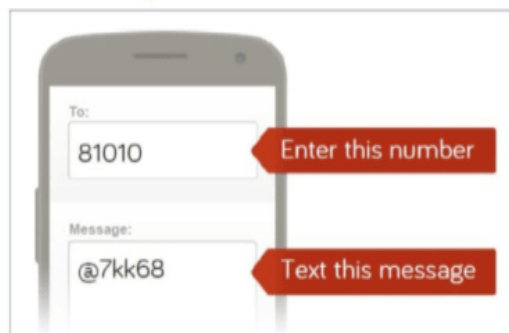 To:
81010
Enter this number
Message:
@7kk68
Text this message